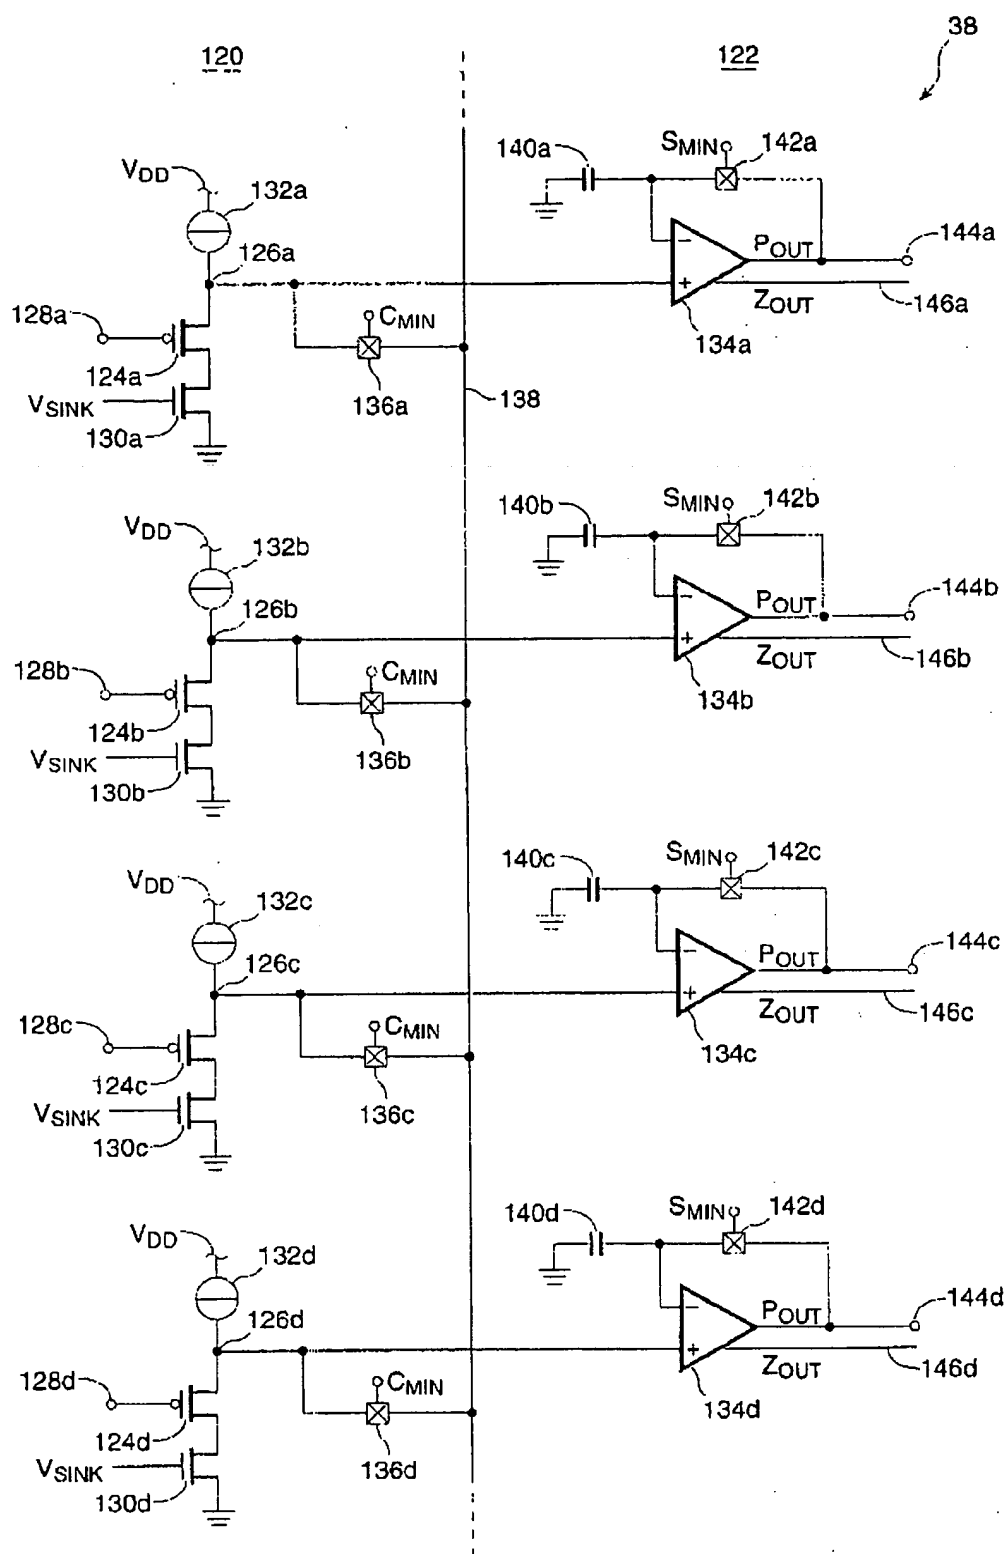 38
120
122
VDD
132a
126a
128a
124a
VSINK
130a
CMIN
136a
138
140a
SMIN
142a
POUT
144a
ZOUT
146a
134a
VDD
132b
126b
128b
124b
VSINK
130b
CMIN
136b
140b
SMIN
142b
POUT
144b
ZOUT
146b
134b
VDD
132c
126c
128c
124c
VSINK
130c
CMIN
136c
140c
SMIN
142c
POUT
144c
ZOUT
146c
134c
VDD
132d
126d
128d
124d
VSINK
130d
CMIN
136d
140d
SMIN
142d
POUT
144d
ZOUT
146d
134d